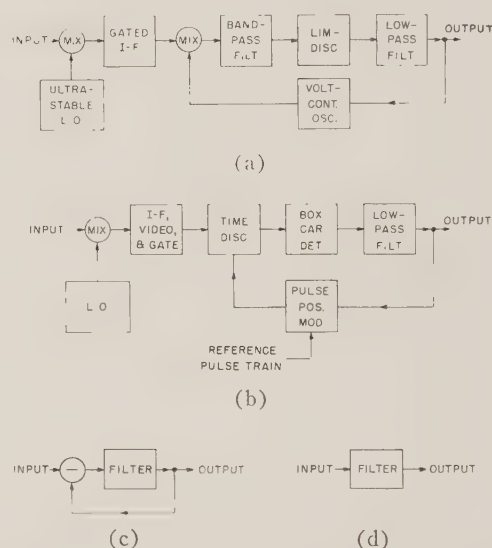 INPUT
MIX
GATED
I-F
MIX
BAND-
PASS
FILT
LIM-
DISC
LOW-
PASS
FILT
OUTPUT
ULTRA-
STABLE
L O
VOLT-
CONT.
OSC.
(a)
INPUT
MIX
I-F,
VIDEO,
& GATE
TIME
DISC
BOX
CAR
DET
LOW-
PASS
FILT
OUTPUT
L O
PULSE
POS.
MOD
REFERENCE
PULSE TRAIN
(b)
INPUT
FILTER
OUTPUT
INPUT
FILTER
OUTPUT
(c)
(d)